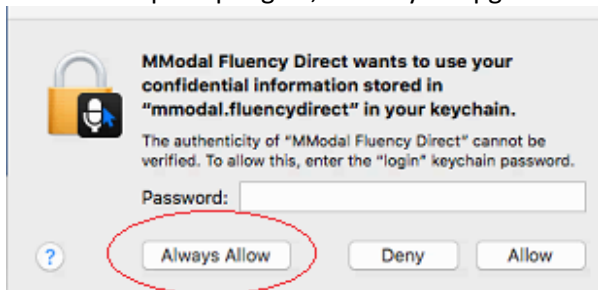 MModal Fluency Direct wants to use your
confidential information stored in
“mmodal.fluencydirect” in your keychain.
The authenticity of “MModal Fluency Direct” cannot be
verified. To allow this, enter the “login” keychain password.
Password:
?
Always Allow
Deny
Allow